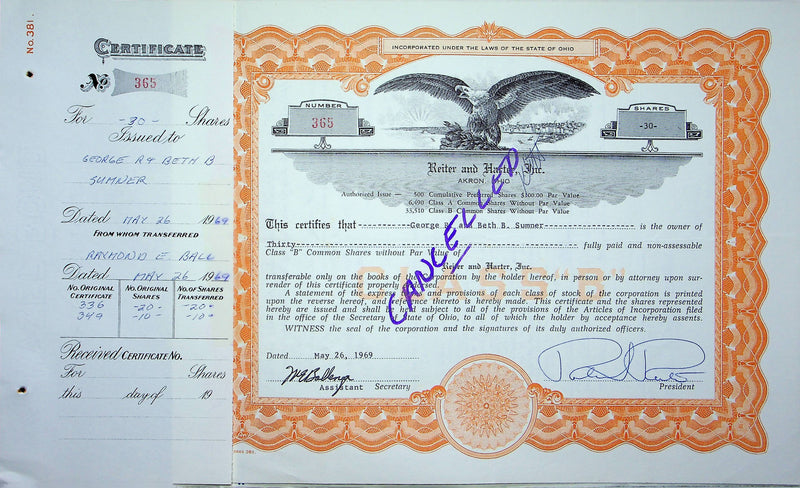 No. 381.
CERTIFICATE
No 365
For -30- Shares
Issued to
GEORGE R & BETH B
SUMNER
Dated MAY 26 1969
FROM WHOM TRANSFERRED
RAYMOND E. BALL
Dated MAY 26 1969
NO. ORIGINAL CERTIFICATE NO. ORIGINAL SHARES NO. OF SHARES TRANSFERRED
336 -20- -20-
349 -10- -10-
Received CERTIFICATE NO.
For Shares
this day of 19
INCORPORATED UNDER THE LAWS OF THE STATE OF OHIO
NUMBER
365
SHARES
-30-
Reiter and Harter, Inc.
AKRON, OHIO
Authorized Issue — 500 Cumulative Preferred Shares $100.00 Par Value
6,490 Class A Common Shares Without Par Value
33,510 Class B Common Shares Without Par Value
CANCELLED
This certifies that George R. and Beth B. Sumner is the owner of
Thirty fully paid and non-assessable
Class "B" Common Shares without Par Value of
Reiter and Harter, Inc.
CLASS "B"
transferable only on the books of the Corporation by the holder hereof in person or by attorney upon sur-
render of this certificate properly endorsed.
A statement of the express terms and provisions of each class of stock of the corporation is printed
upon the reverse hereof, and reference thereto is hereby made. This certificate and the shares represented
hereby are issued and shall be held subject to all of the provisions of the Articles of Incorporation filed
in the office of the Secretary of State of Ohio, to all of which the holder by acceptance hereby assents.
WITNESS the seal of the corporation and the signatures of its duly authorized officers.
Dated May 26, 1969
Assistant Secretary
President